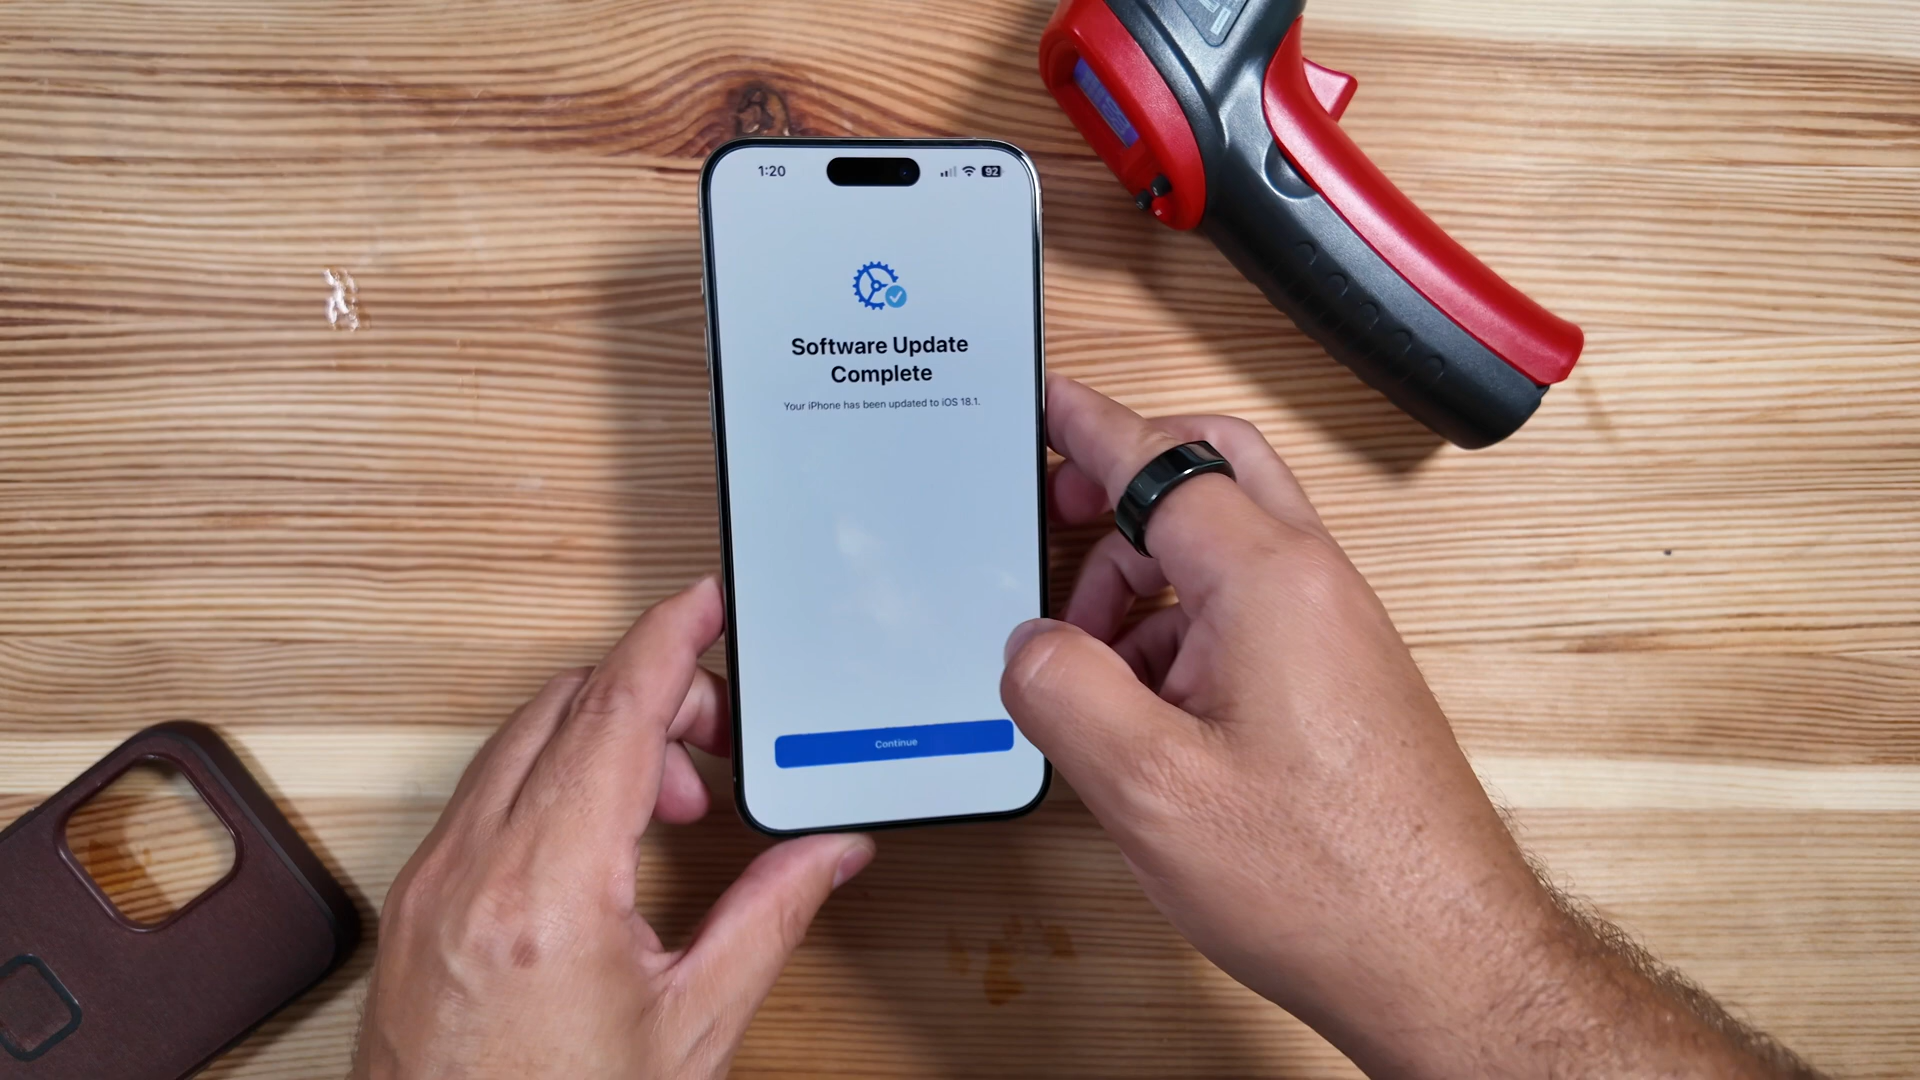 1:20
92
Software Update
Complete
Your iPhone has been updated to iOS 18.1.
Continue